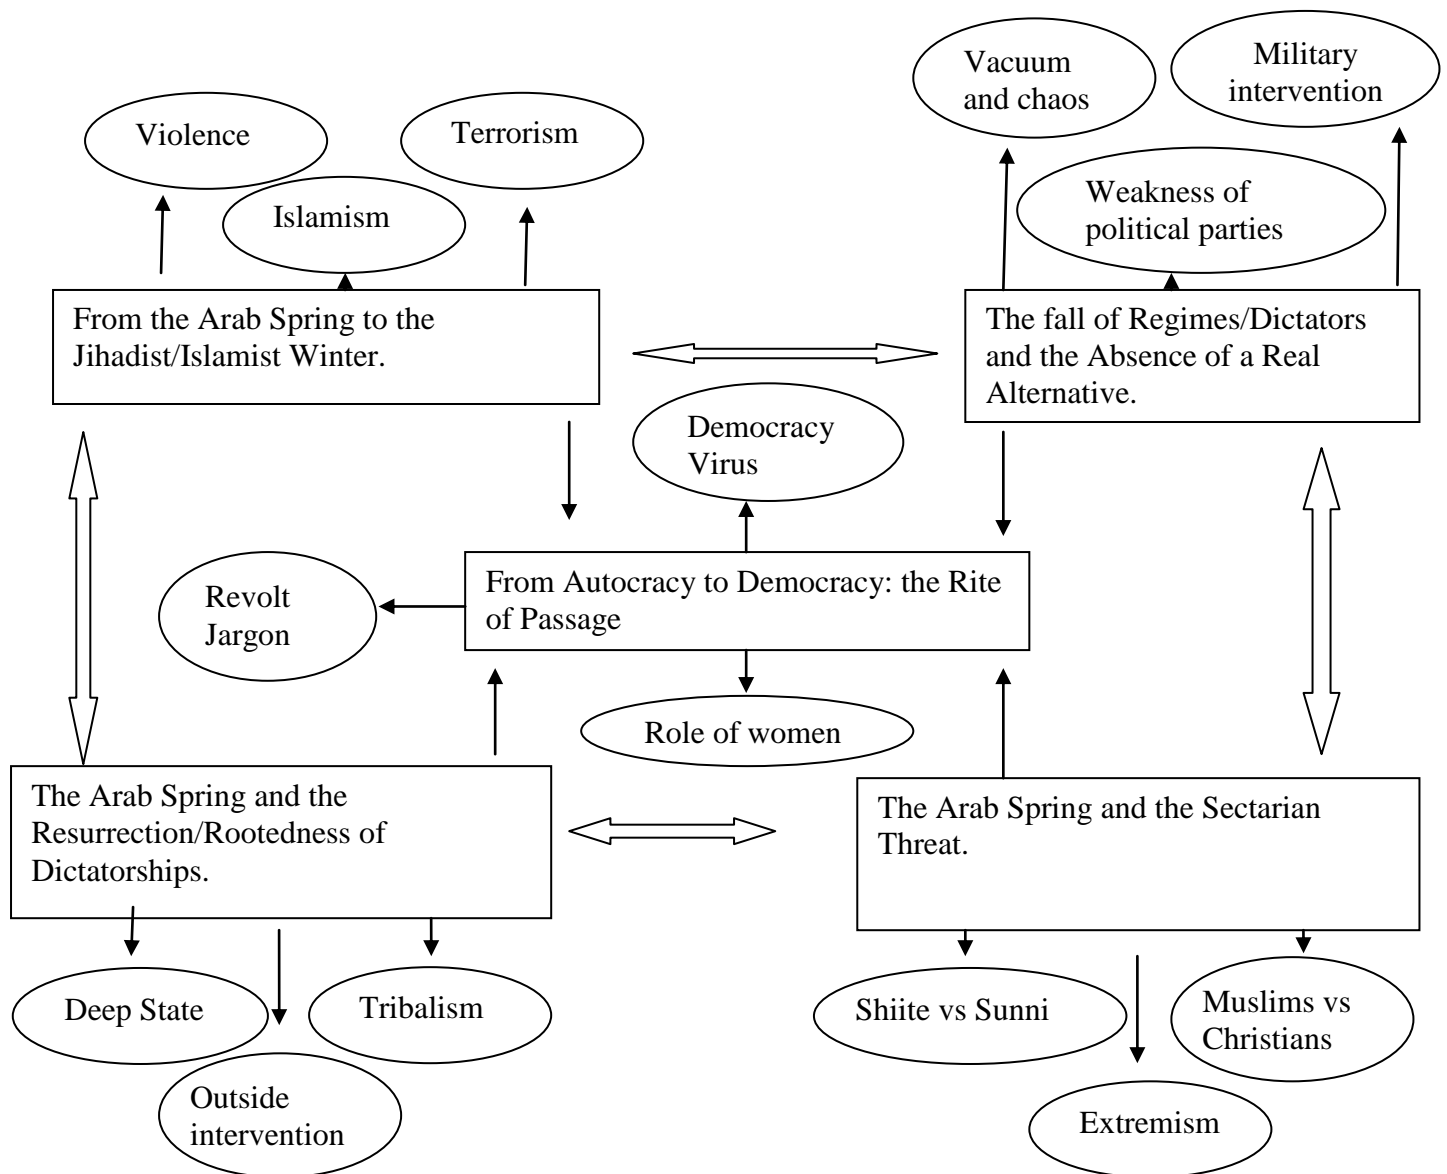 Vacuum
and chaos
Military
intervention
Violence
Terrorism
Islamism
Weakness of
political parties
From the Arab Spring to the
Jihadist/Islamist Winter.
The fall of Regimes/Dictators
and the Absence of a Real
Alternative.
Democracy
Virus
From Autocracy to Democracy: the Rite
of Passage
Revolt
Jargon
Role of women
The Arab Spring and the
Resurrection/Rootedness of
Dictatorships.
The Arab Spring and the Sectarian
Threat.
Deep State
Tribalism
Outside
intervention
Shiite vs Sunni
Muslims vs
Christians
Extremism